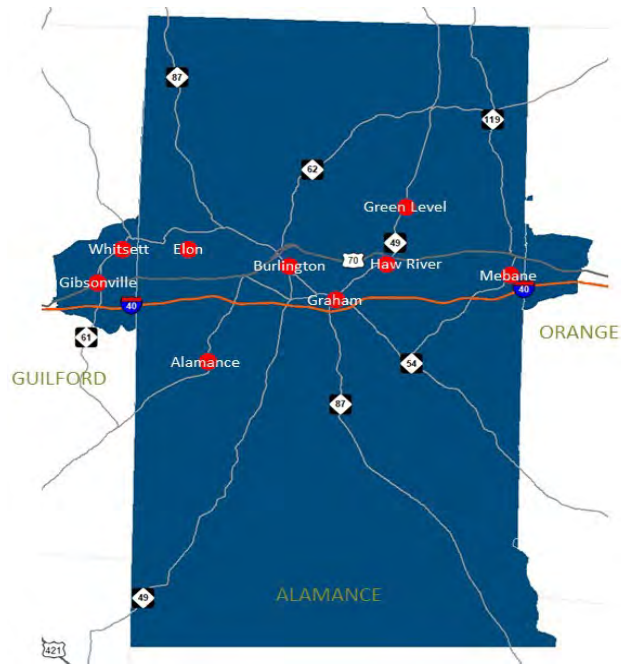 87
119
62
Green Level
49
Whitsett
Elon
70
Haw River
Burlington
Mebane
Gibsonville
40
Graham
40
61
ORANGE
Alamance
54
GUILFORD
87
ALAMANCE
49
421